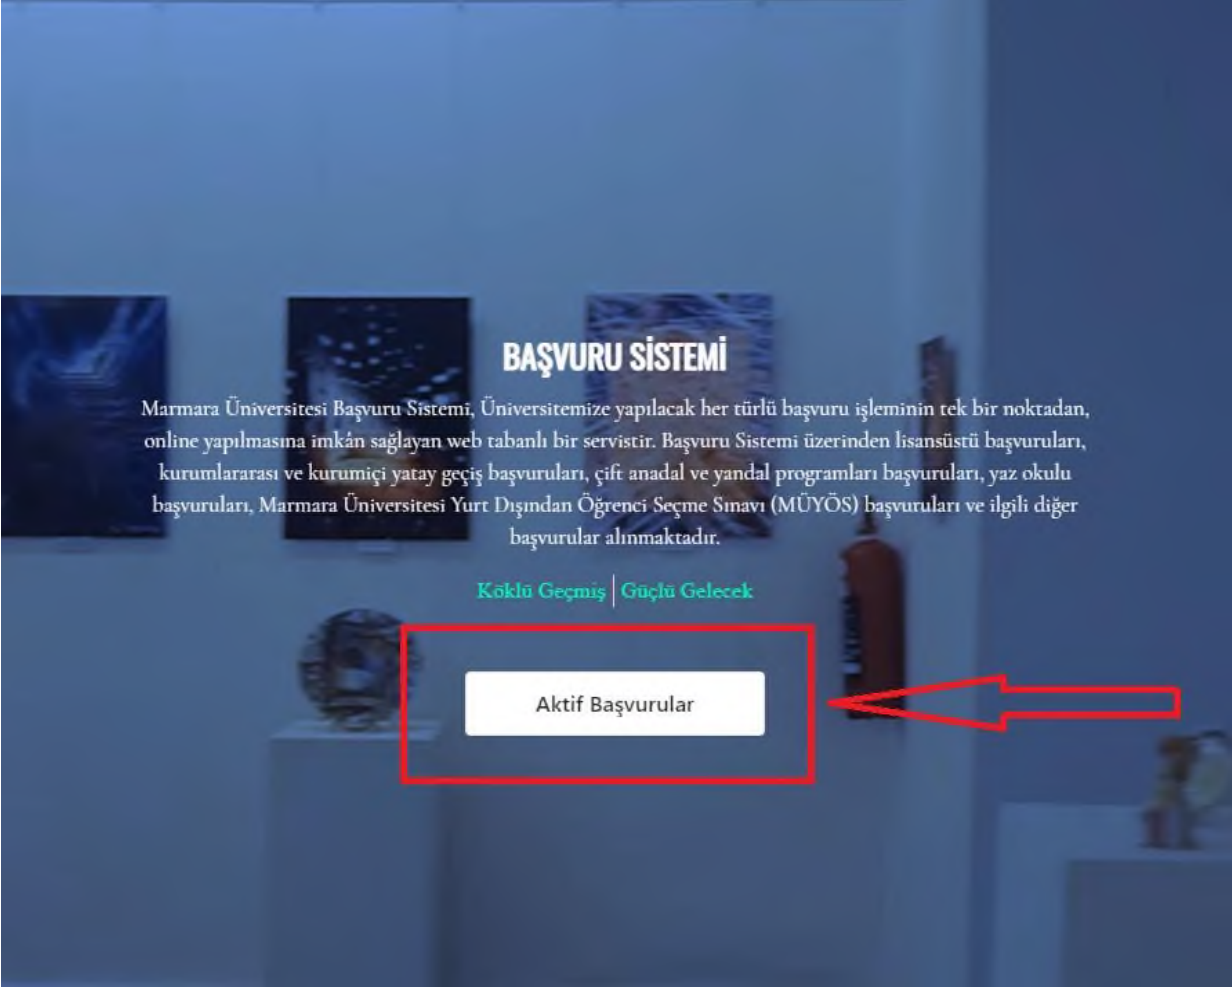 BAŞVURU SİSTEMİ
Marmara Üniversitesi Başvuru Sistemi, Üniversitemize yapılacak her türlü başvuru işleminin tek bir noktadan,
online yapılmasına imkân sağlayan web tabanlı bir servistir. Başvuru Sistemi üzerinden lisansüstü başvuruları,
kurumlararası ve kurumiçi yatay geçiş başvuruları, çift anadal ve yandal programları başvuruları, yaz okulu
başvuruları, Marmara Üniversitesi Yurt Dışından Öğrenci Seçme Sınavı (MÜYÖS) başvuruları ve ilgili diğer
başvurular alınmaktadır.
Köklü Geçmiş | Güçlü Gelecek
Aktif Başvurular